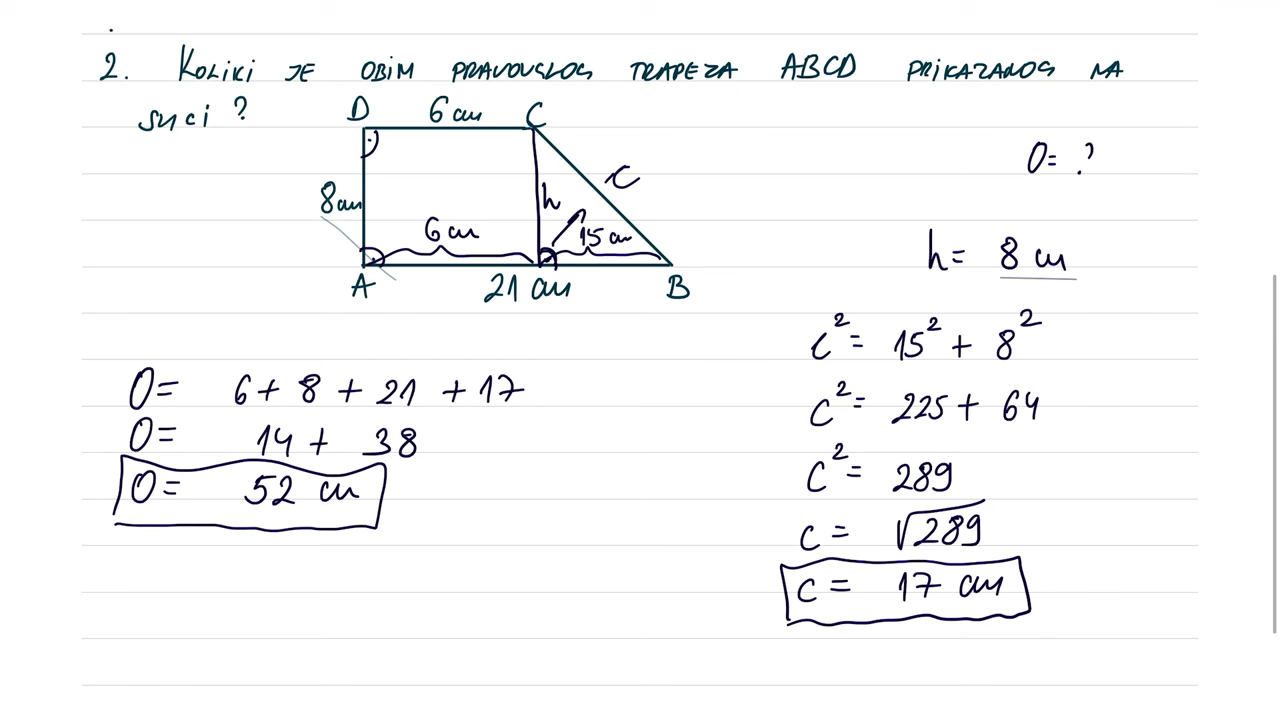 2. KOLIKI JE OBIM PRAVOUGLOG TRAPEZA ABCD PRIKAZANOG NA
SLICI?
D 6 cm C
O= ?
8 cm
h
c
6 cm
15 cm
h= 8 cm
A 21 cm B
c² = 15² + 8²
O= 6 + 8 + 21 + 17
c² = 225 + 64
O= 14 + 38
c² = 289
O= 52 cm
c = √289
c = 17 cm